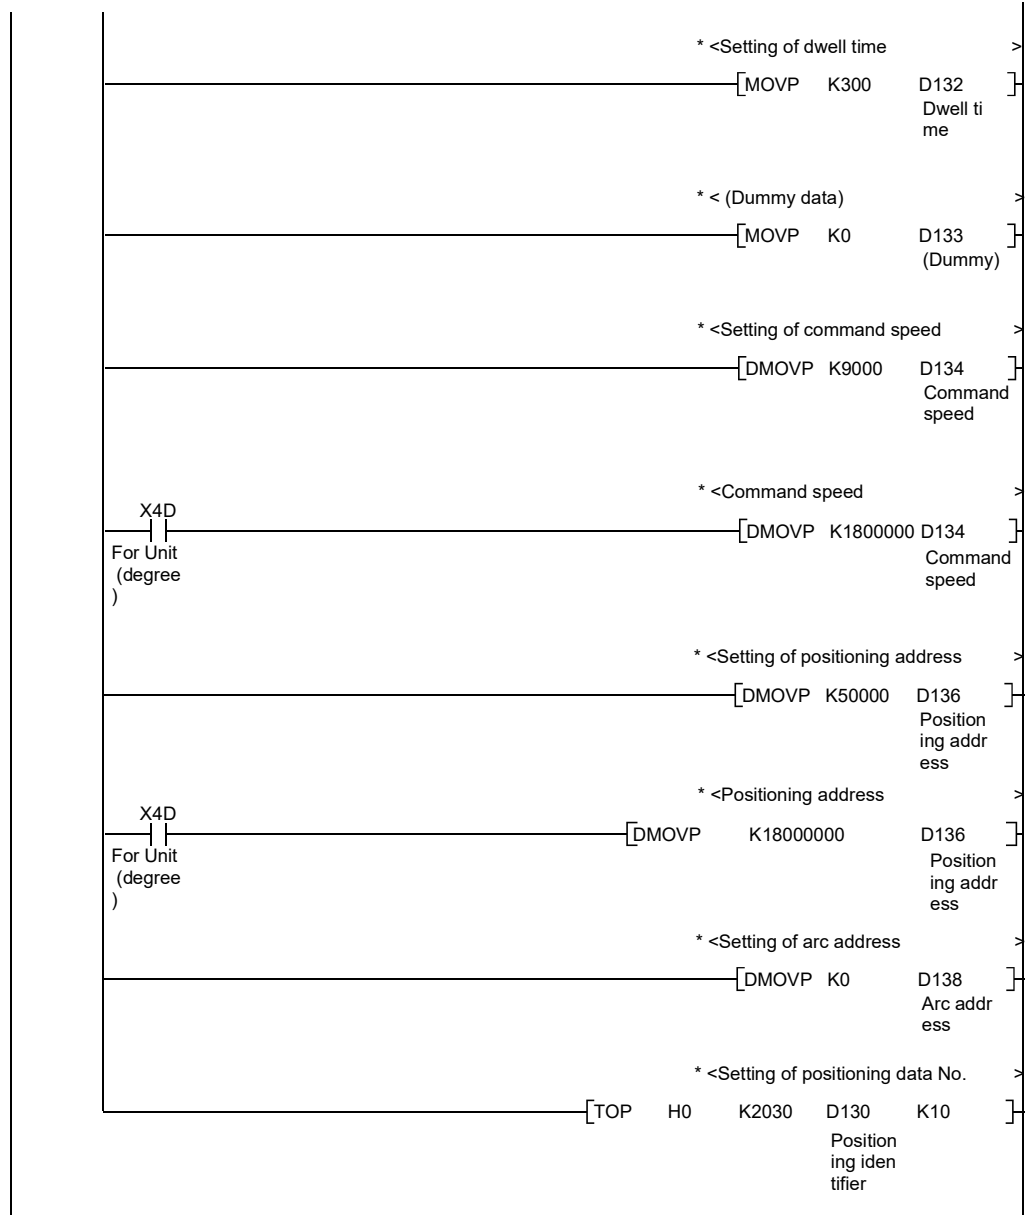 * <Setting of dwell time >
MOVP K300 D132
Dwell ti
me
* < (Dummy data) >
MOVP K0 D133
(Dummy)
* <Setting of command speed >
DMOVP K9000 D134
Command
speed
* <Command speed >
X4D
DMOVP K1800000 D134
For Unit
(degree
)
Command
speed
* <Setting of positioning address >
DMOVP K50000 D136
Position
ing addr
ess
* <Positioning address >
X4D
DMOVP K18000000 D136
For Unit
(degree
)
Position
ing addr
ess
* <Setting of arc address >
DMOVP K0 D138
Arc addr
ess
* <Setting of positioning data No. >
TOP H0 K2030 D130 K10
Position
ing iden
tifier